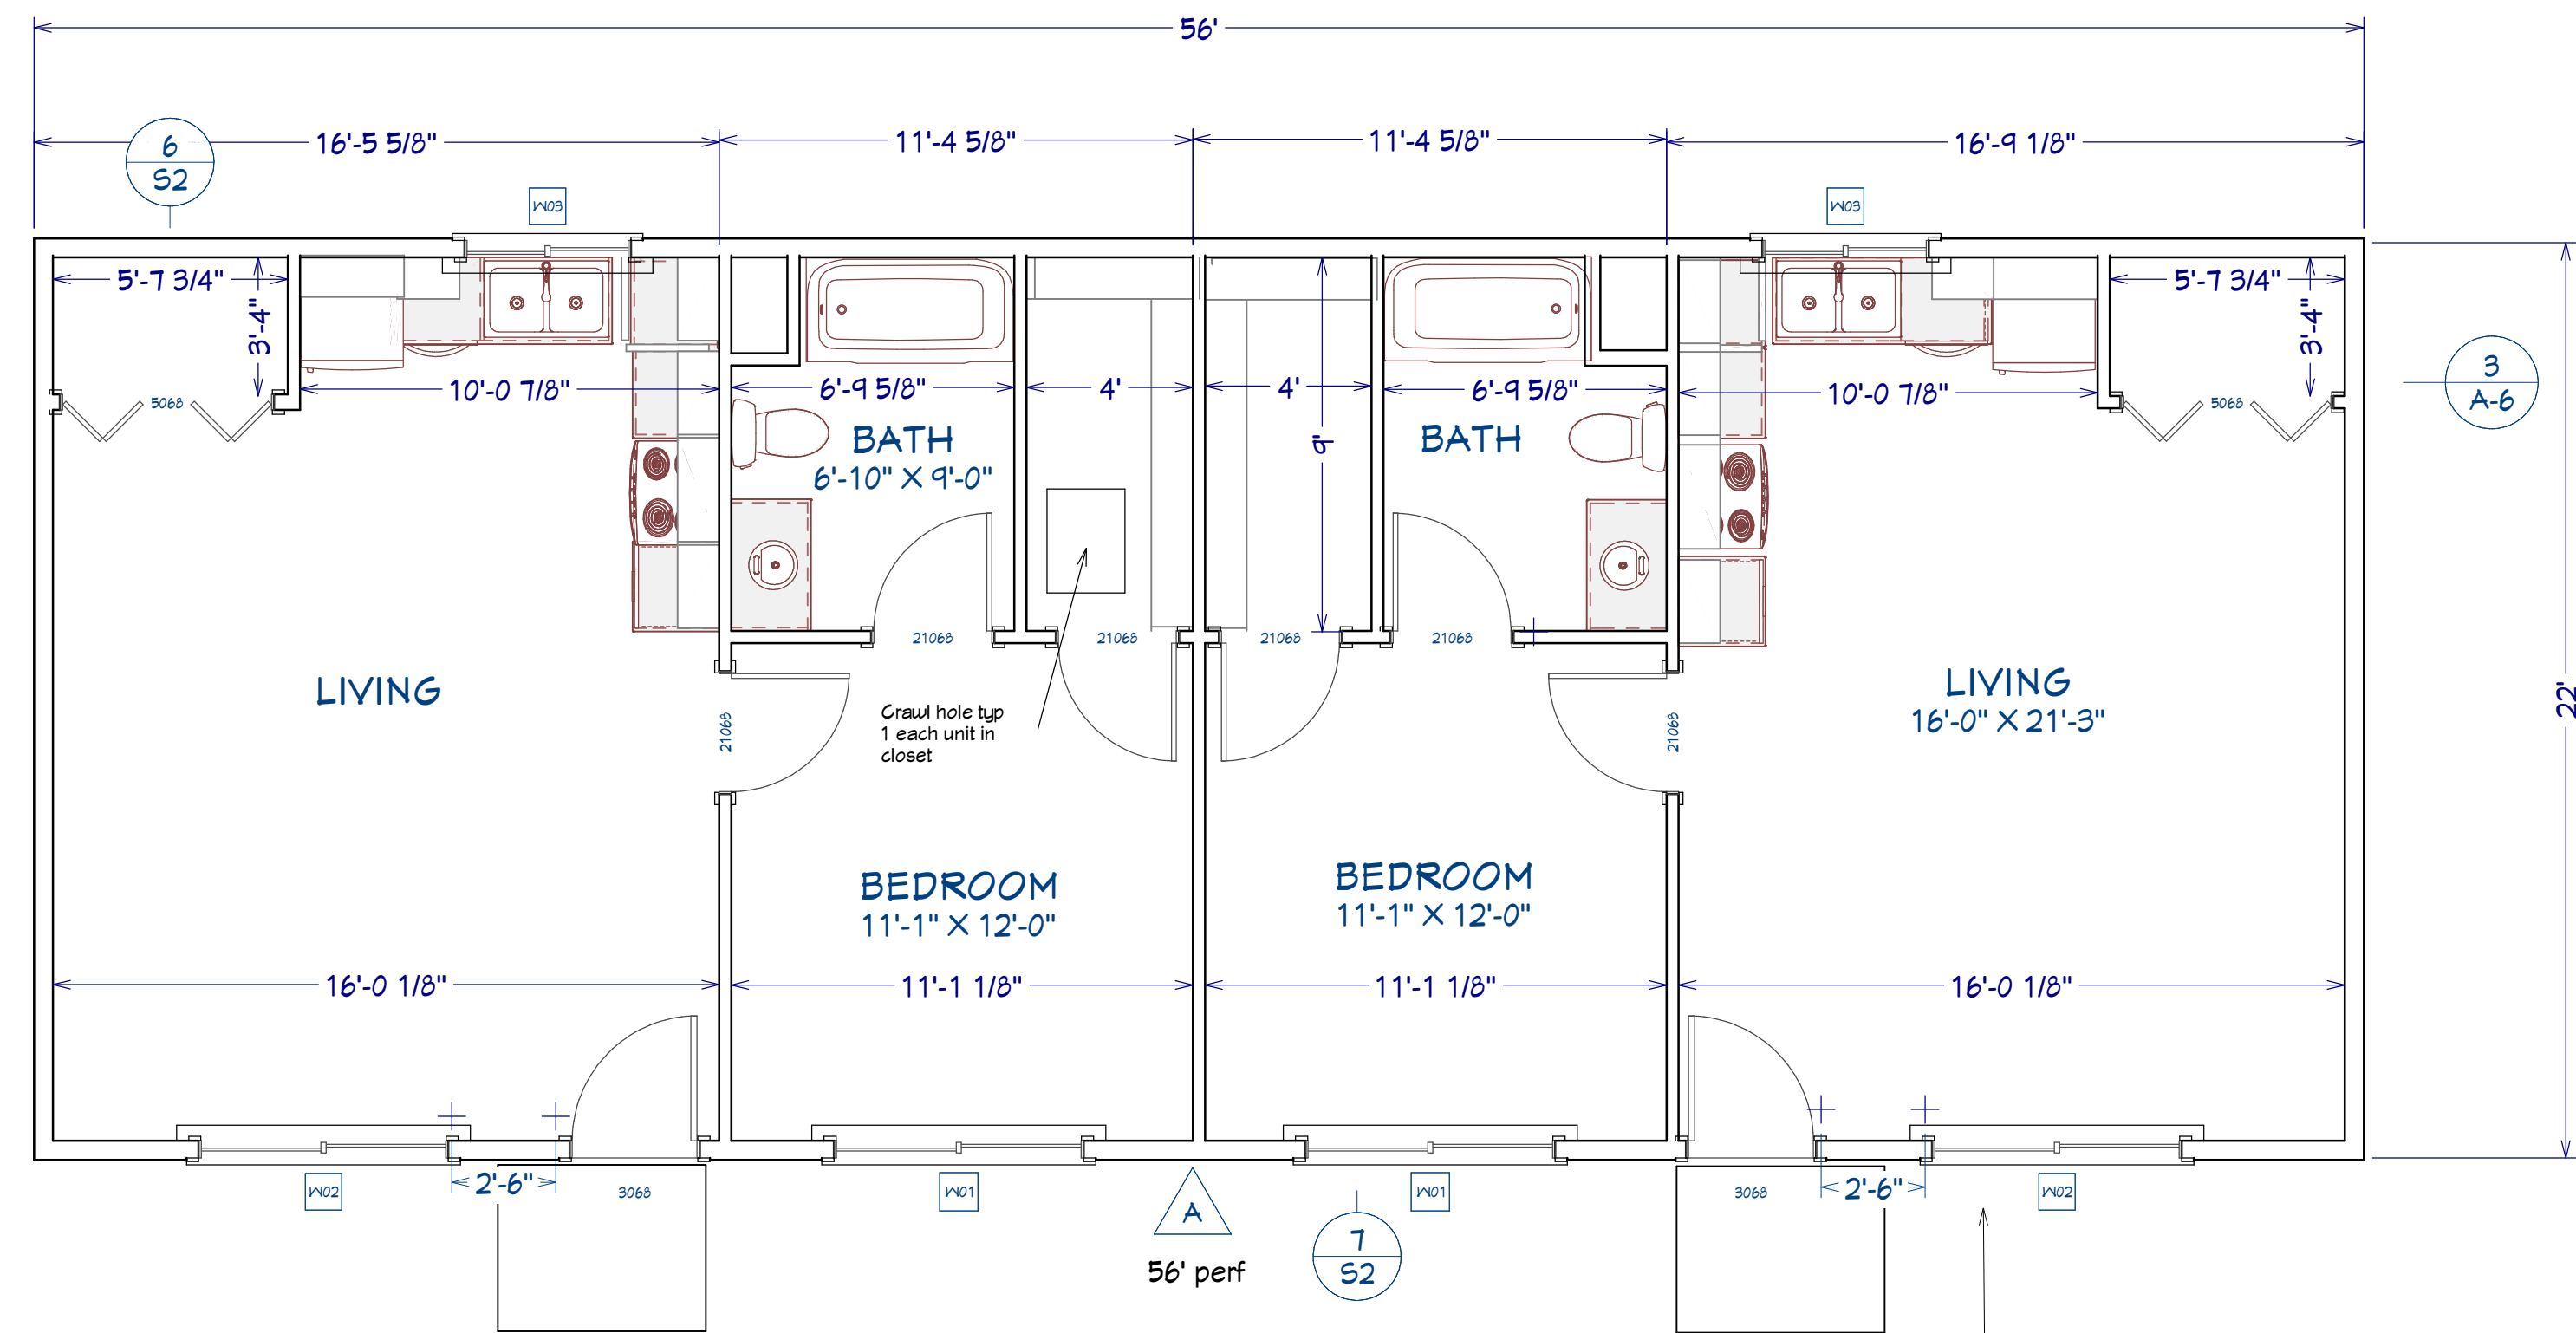 56'
16'-5 5/8"
11'-4 5/8"
11'-4 5/8"
16'-9 1/8"
6
S2
W03
W03
5'-7 3/4"
3'-4"
5068
10'-0 7/8"
6'-9 5/8"
4'
4'
9'
6'-9 5/8"
10'-0 7/8"
5'-7 3/4"
3'-4"
5068
3
A-6
BATH
6'-10" X 9'-0"
BATH
21068
21068
21068
21068
LIVING
21068
Crawl hole typ
1 each unit in
closet
21068
LIVING
16'-0" X 21'-3"
22'
BEDROOM
11'-1" X 12'-0"
BEDROOM
11'-1" X 12'-0"
16'-0 1/8"
11'-1 1/8"
11'-1 1/8"
16'-0 1/8"
W02
2'-6"
3068
W01
A
W01
3068
2'-6"
W02
56' perf
7
S2